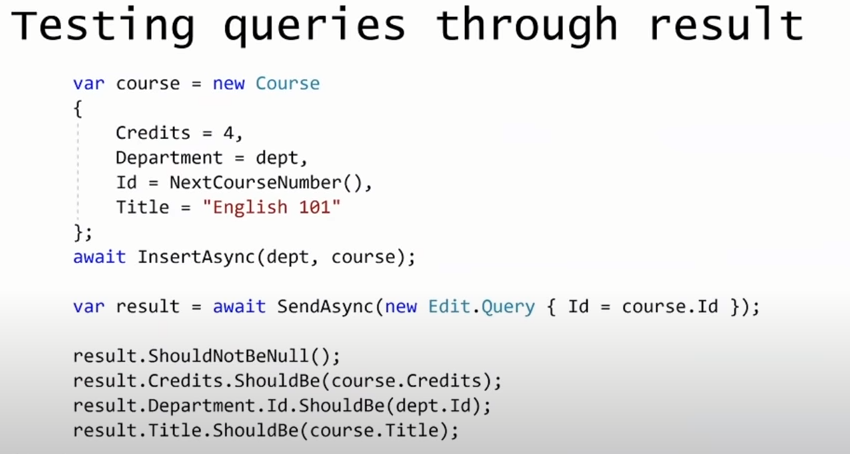 Testing queries through result
var course = new Course
{
    Credits = 4,
    Department = dept,
    Id = NextCourseNumber(),
    Title = "English 101"
};
await InsertAsync(dept, course);

var result = await SendAsync(new Edit.Query { Id = course.Id });

result.ShouldNotBeNull();
result.Credits.ShouldBe(course.Credits);
result.Department.Id.ShouldBe(dept.Id);
result.Title.ShouldBe(course.Title);